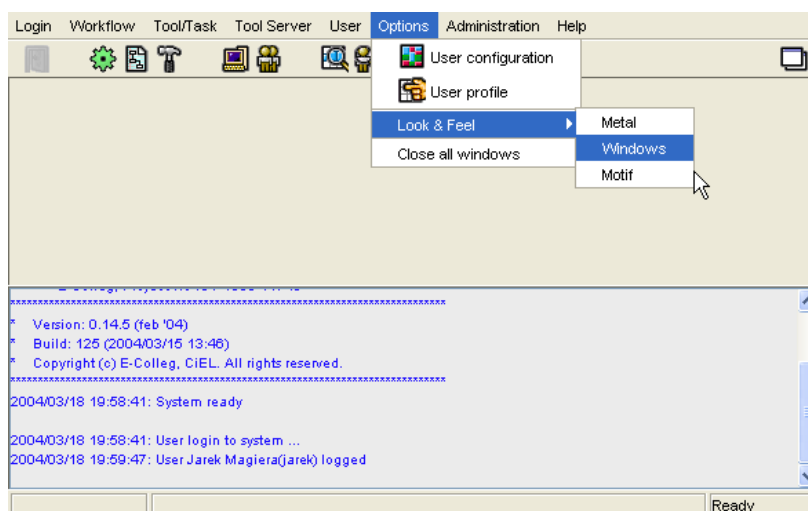 Login Workflow Tool/Task Tool Server User Options Administration Help
User configuration
User profile
Look & Feel
Close all windows
Metal
Windows
Motif
*******************************************************************************
* Version: 0.14.5 (feb '04)
* Build: 125 (2004/03/15 13:46)
* Copyright (c) E-Colleg, CiEL. All rights reserved.
*******************************************************************************
2004/03/18 19:58:41: System ready
2004/03/18 19:58:41: User login to system ...
2004/03/18 19:59:47: User Jarek Magiera(jarek) logged
Ready